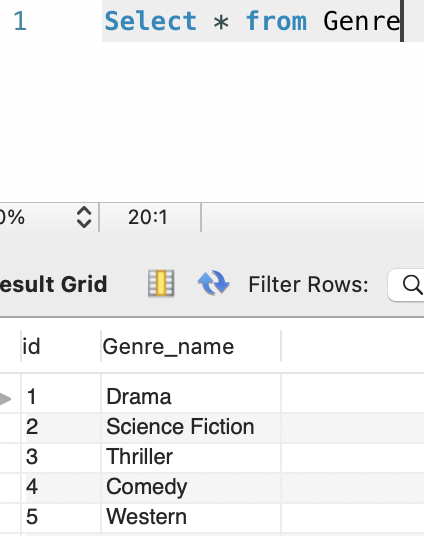 1 Select * from Genre
0% 20:1
esult Grid Filter Rows:
id Genre_name
1 Drama
2 Science Fiction
3 Thriller
4 Comedy
5 Western